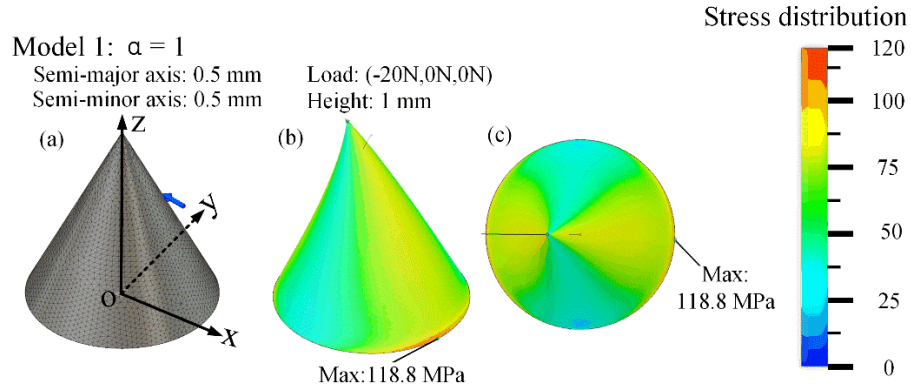 Stress distribution
Model 1: α = 1
Semi-major axis: 0.5 mm
Semi-minor axis: 0.5 mm
Load: (-20N,0N,0N)
Height: 1 mm
(a)
Z
y
O
X
(b)
Max:118.8 MPa
(c)
Max:
118.8 MPa
120
100
75
50
25
0